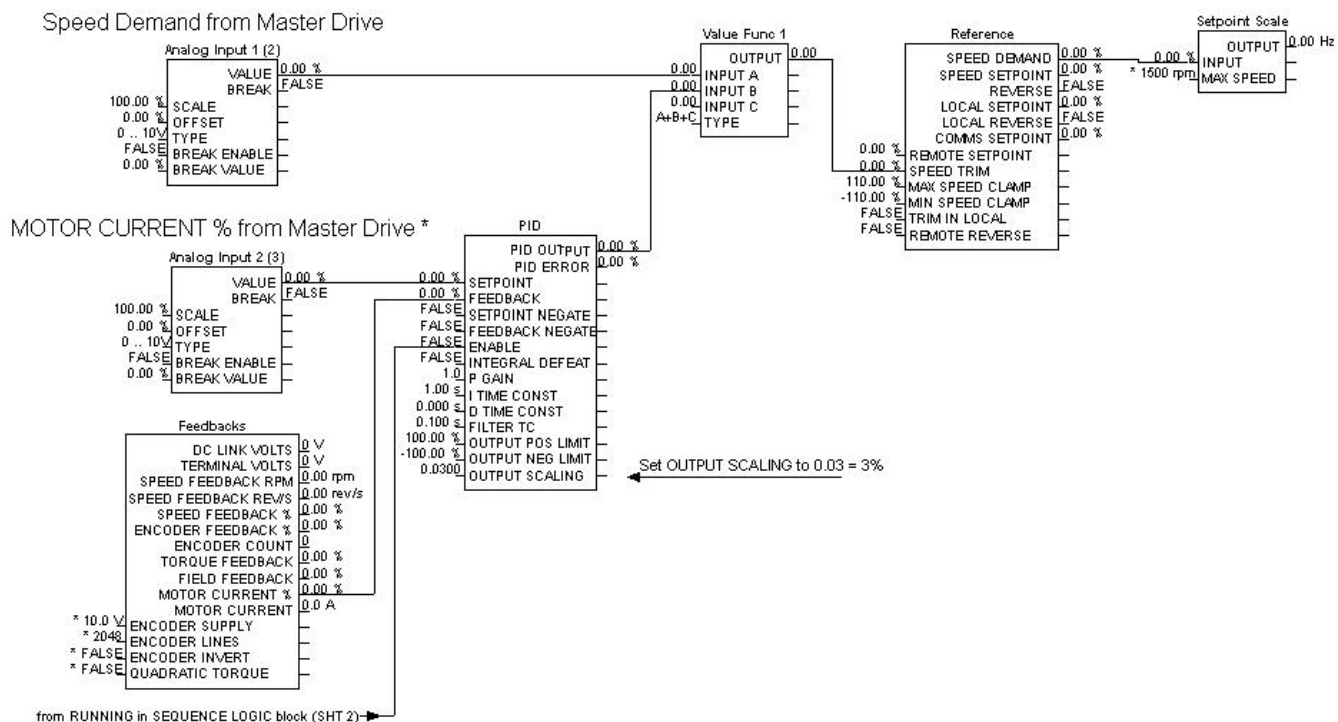 Speed Demand from Master Drive
Analog Input 1 (2)
VALUE 0.00 %
BREAK FALSE
100.00 % SCALE
0.00 % OFFSET
0 .. 10V TYPE
FALSE BREAK ENABLE
0.00 % BREAK VALUE
Value Func 1
OUTPUT 0.00
0.00 INPUT A
0.00 INPUT B
0.00 INPUT C
A+B+C TYPE
Reference
SPEED DEMAND 0.00 %
SPEED SETPOINT 0.00 %
REVERSE FALSE
LOCAL SETPOINT 0.00 %
LOCAL REVERSE FALSE
COMMS SETPOINT 0.00 %
0.00 % REMOTE SETPOINT
0.00 % SPEED TRIM
110.00 % MAX SPEED CLAMP
-110.00 % MIN SPEED CLAMP
FALSE TRIM IN LOCAL
FALSE REMOTE REVERSE
Setpoint Scale
OUTPUT 0.00 Hz
0.00 % INPUT
* 1500 rpm MAX SPEED
MOTOR CURRENT % from Master Drive *
Analog Input 2 (3)
VALUE 0.00 %
BREAK FALSE
100.00 % SCALE
0.00 % OFFSET
0 .. 10V TYPE
FALSE BREAK ENABLE
0.00 % BREAK VALUE
PID
PID OUTPUT 0.00 %
PID ERROR 0.00 %
0.00 % SETPOINT
0.00 % FEEDBACK
FALSE SETPOINT NEGATE
FALSE FEEDBACK NEGATE
FALSE ENABLE
FALSE INTEGRAL DEFEAT
1.0 P GAIN
1.00 s I TIME CONST
0.000 s D TIME CONST
0.100 s FILTER TC
100.00 % OUTPUT POS LIMIT
-100.00 % OUTPUT NEG LIMIT
0.0300 OUTPUT SCALING
Set OUTPUT SCALING to 0.03 = 3%
Feedbacks
DC LINK VOLTS 0 V
TERMINAL VOLTS 0 V
SPEED FEEDBACK RPM 0.00 rpm
SPEED FEEDBACK REV/S 0.00 rev/s
SPEED FEEDBACK % 0.00 %
ENCODER FEEDBACK % 0.00 %
ENCODER COUNT 0
TORQUE FEEDBACK 0.00 %
FIELD FEEDBACK 0.00 %
MOTOR CURRENT % 0.00 %
MOTOR CURRENT 0.0 A
* 10.0 V ENCODER SUPPLY
* 2048 ENCODER LINES
* FALSE ENCODER INVERT
* FALSE QUADRATIC TORQUE
from RUNNING in SEQUENCE LOGIC block (SHT 2)